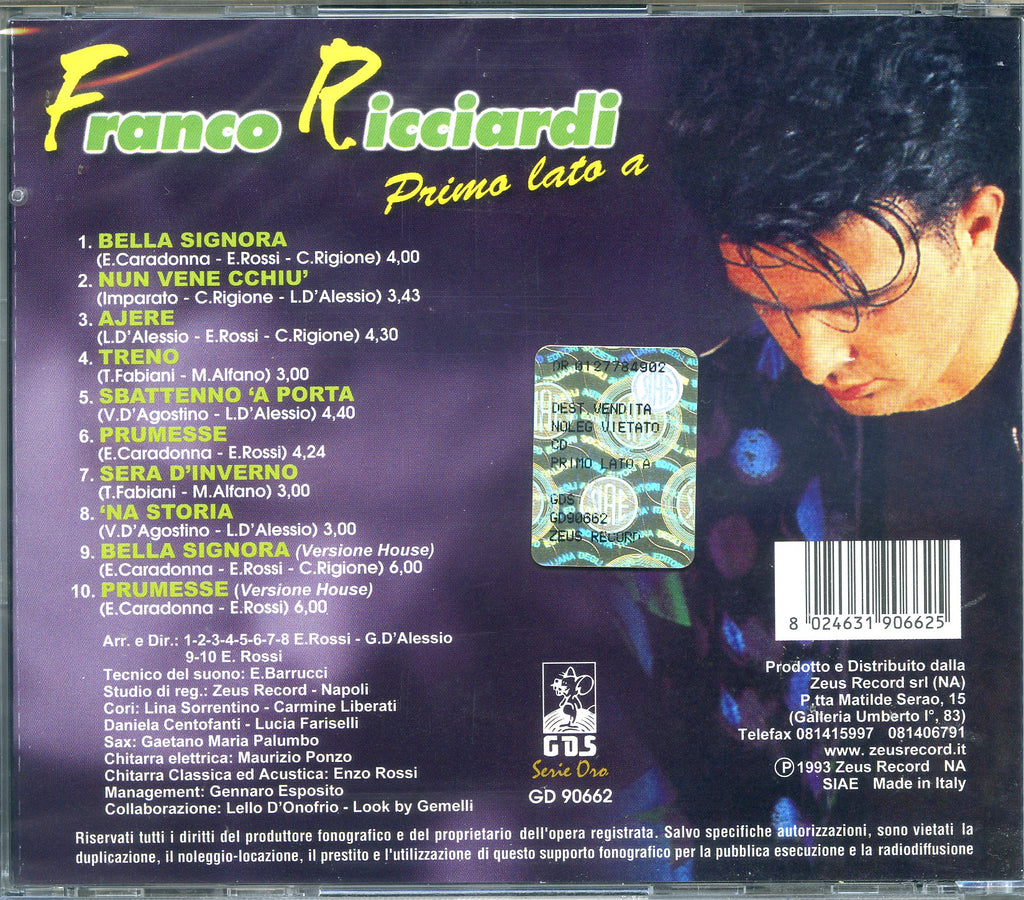 Franco Ricciardi
Primo lato a
1. BELLA SIGNORA
(E.Caradonna - E.Rossi - C.Rigione) 4,00
2. NUN VENE CCHIU'
(Imparato - C.Rigione - L.D'Alessio) 3,43
3. AJERE
(L.D'Alessio - E.Rossi - C.Rigione) 4,30
4. TRENO
(T.Fabiani - M.Alfano) 3,00
5. SBATTENNO 'A PORTA
(V.D'Agostino - L.D'Alessio) 4,40
6. PRUMESSE
(E.Caradonna - E.Rossi) 4,24
7. SERA D'INVERNO
(T.Fabiani - M.Alfano) 3,00
8. 'NA STORIA
(V.D'Agostino - L.D'Alessio) 3,00
9. BELLA SIGNORA (Versione House)
(E.Caradonna - E.Rossi - C.Rigione) 6,00
10. PRUMESSE (Versione House)
(E.Caradonna - E.Rossi) 6,00
Arr. e Dir.: 1-2-3-4-5-6-7-8 E.Rossi - G.D'Alessio
9-10 E. Rossi
Tecnico del suono: E.Barrucci
Studio di reg.: Zeus Record - Napoli
Cori: Lina Sorrentino - Carmine Liberati
Daniela Centofanti - Lucia Fariselli
Sax: Gaetano Maria Palumbo
Chitarra elettrica: Maurizio Ponzo
Chitarra Classica ed Acustica: Enzo Rossi
Management: Gennaro Esposito
Collaborazione: Lello D'Onofrio - Look by Gemelli
NR 0127784902
DEST VENDITA
NOLEG VIETATO
CD
PRIMO LATO A
GDS
GD90662
ZEUS RECORD
GDS
Serie Oro
GD 90662
8 024631 906625
Prodotto e Distribuito dalla
Zeus Record srl (NA)
P.tta Matilde Serao, 15
(Galleria Umberto I°, 83)
Telefax 081415997 081406791
www. zeusrecord.it
Ⓟ1993 Zeus Record NA
SIAE Made in Italy
Riservati tutti i diritti del produttore fonografico e del proprietario dell'opera registrata. Salvo specifiche autorizzazioni, sono vietati la
duplicazione, il noleggio-locazione, il prestito e l'utilizzazione di questo supporto fonografico per la pubblica esecuzione e la radiodiffusione